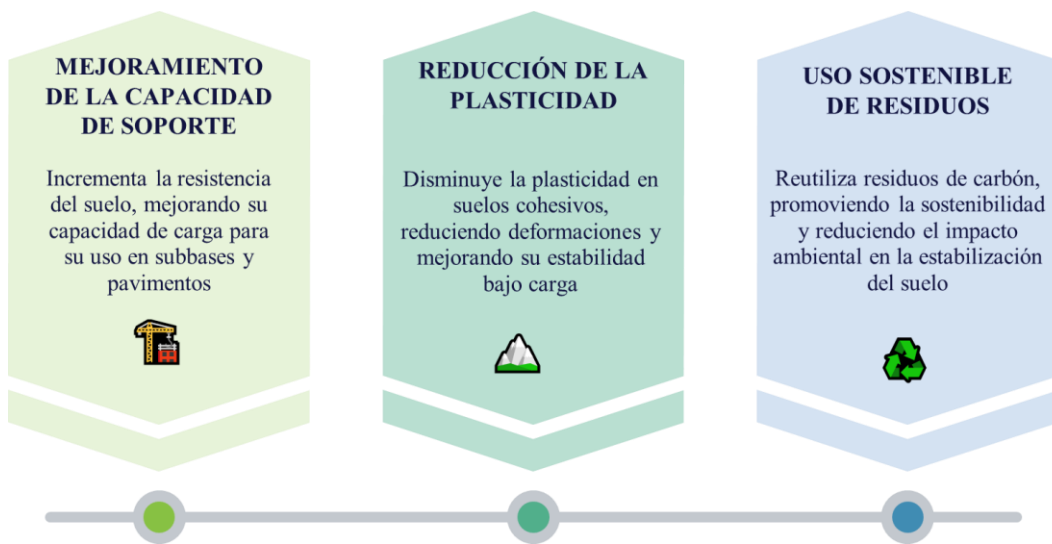 MEJORAMIENTO
DE LA CAPACIDAD
DE SOPORTE
Incrementa la resistencia
del suelo, mejorando su
capacidad de carga para
su uso en subbases y
pavimentos
REDUCCIÓN DE LA
PLASTICIDAD
Disminuye la plasticidad en
suelos cohesivos,
reduciendo deformaciones y
mejorando su estabilidad
bajo carga
USO SOSTENIBLE
DE RESIDUOS
Reutiliza residuos de carbón,
promoviendo la sostenibilidad
y reduciendo el impacto
ambiental en la estabilización
del suelo